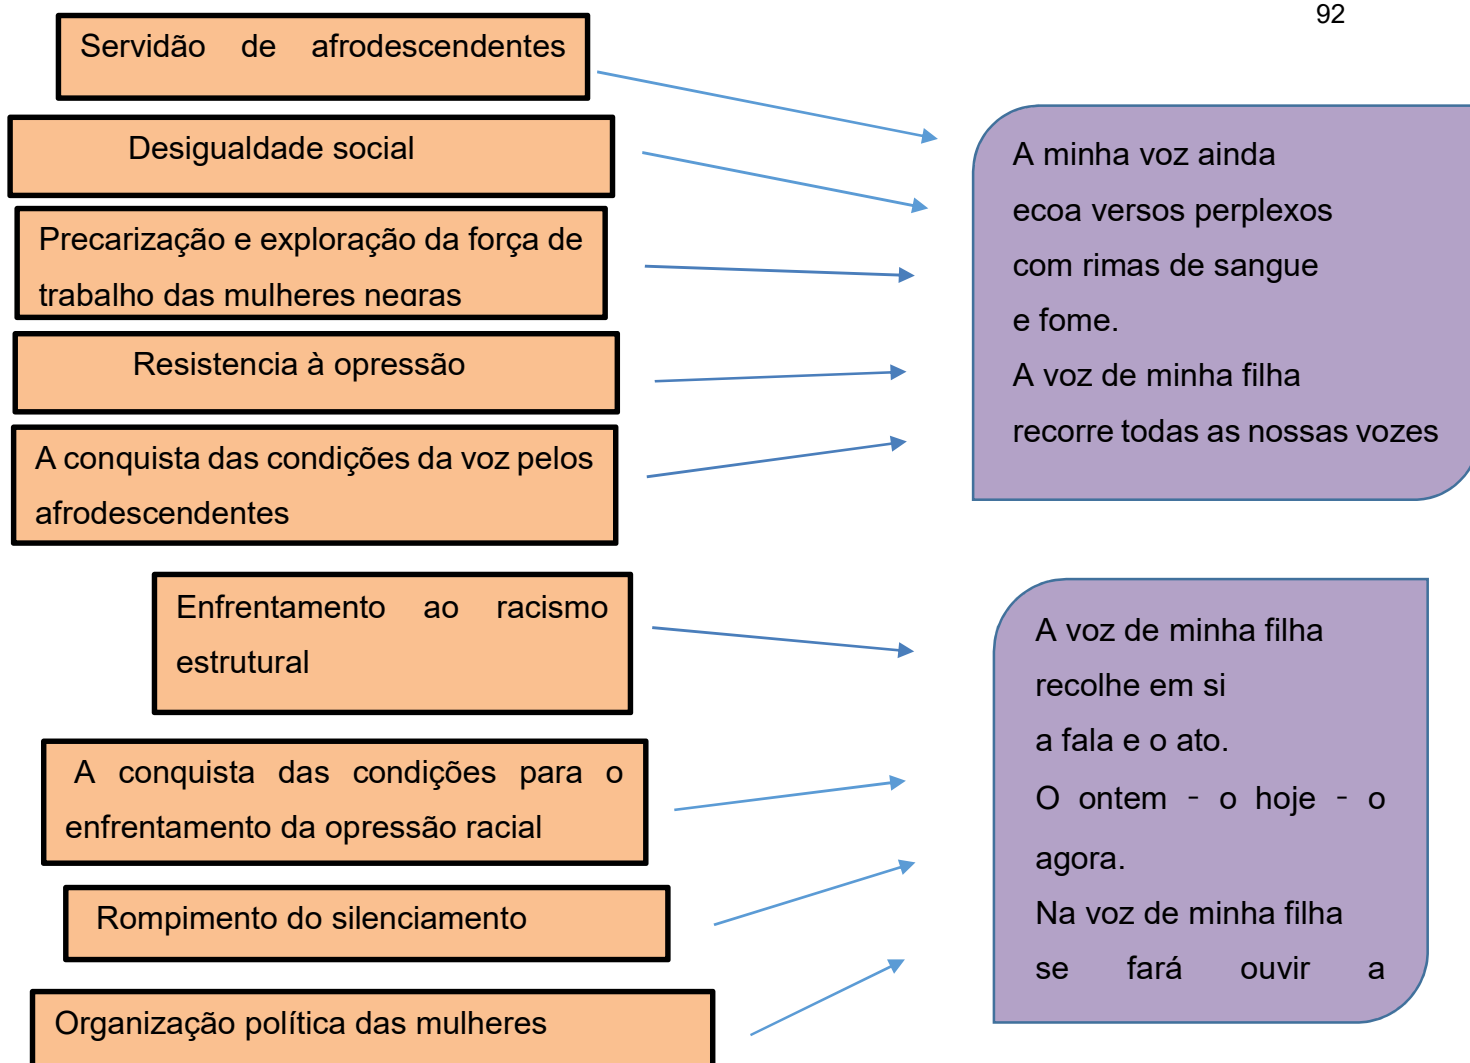 92
Servidão de afrodescendentes
Desigualdade social
Precarização e exploração da força de
trabalho das mulheres negras
Resistencia à opressão
A conquista das condições da voz pelos
afrodescendentes
A minha voz ainda
ecoa versos perplexos
com rimas de sangue
e fome.
A voz de minha filha
recorre todas as nossas vozes
Enfrentamento ao racismo
estrutural
A conquista das condições para o
enfrentamento da opressão racial
Rompimento do silenciamento
Organização política das mulheres
A voz de minha filha
recolhe em si
a fala e o ato.
O ontem - o hoje - o
agora.
Na voz de minha filha
se fará ouvir a